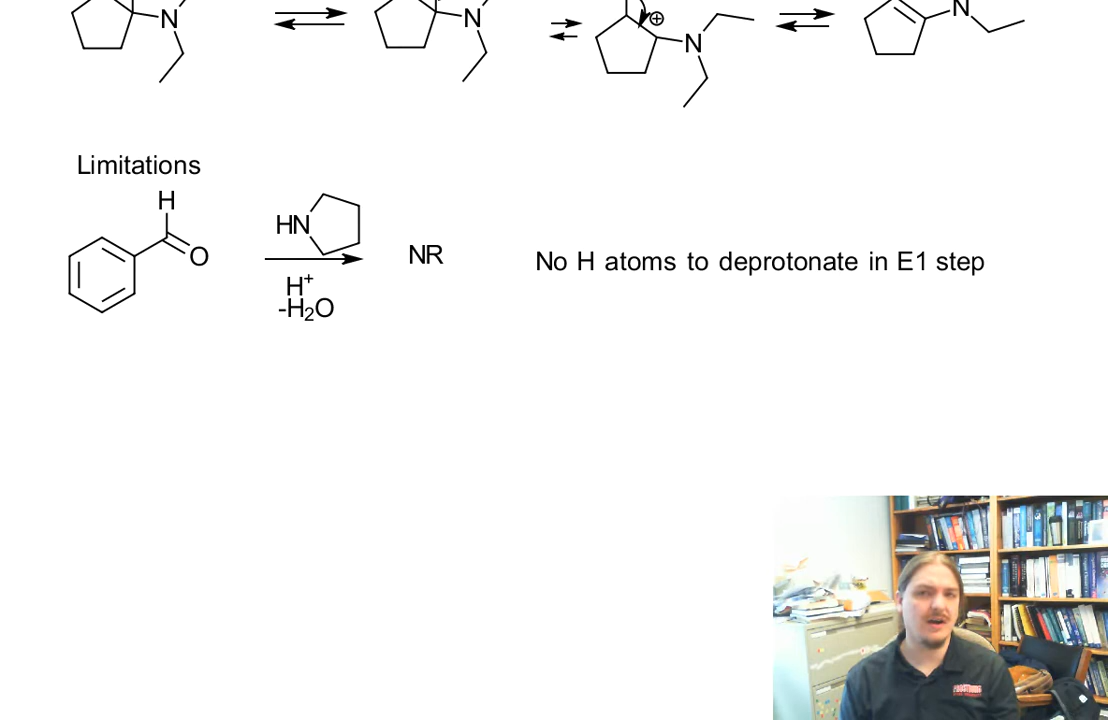 N
N
N
N
Limitations
H
O
HN
H+
-H2O
NR
No H atoms to deprotonate in E1 step